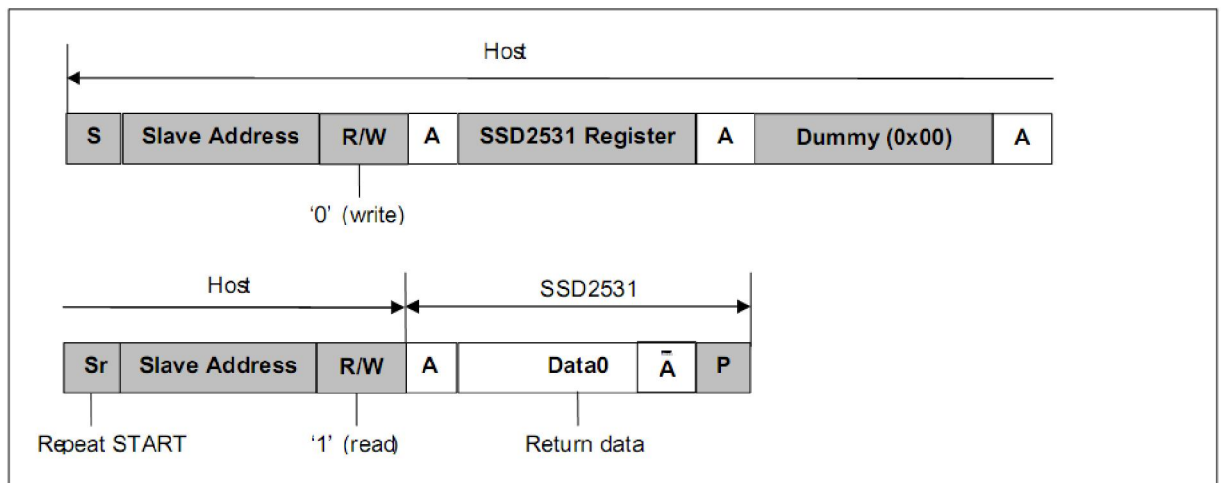 Host
S Slave Address R/W A SSD2531 Register A Dummy (0x00) A
‘0’ (write)
Host SSD2531
Sr Slave Address R/W A Data0 A̅ P
Repeat START ‘1’ (read) Return data